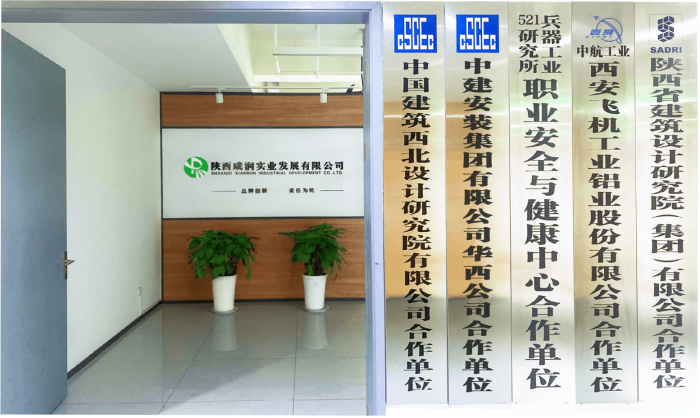 陕西咸润实业发展有限公司
SHAANXI XIANRUN INDUSTRIAL DEVELOPMENT CO.,LTD.
品牌创新 责任为民
CSCEC
中国建筑西北设计研究院有限公司合作单位
CSCEC
中建安装集团有限公司华西公司合作单位
521
兵器工业
研究所
职业安全与健康中心合作单位
西飞
中航工业
西安飞机工业铝业股份有限公司合作单位
SADRI
陕西省建筑设计研究院(集团)有限公司合作单位